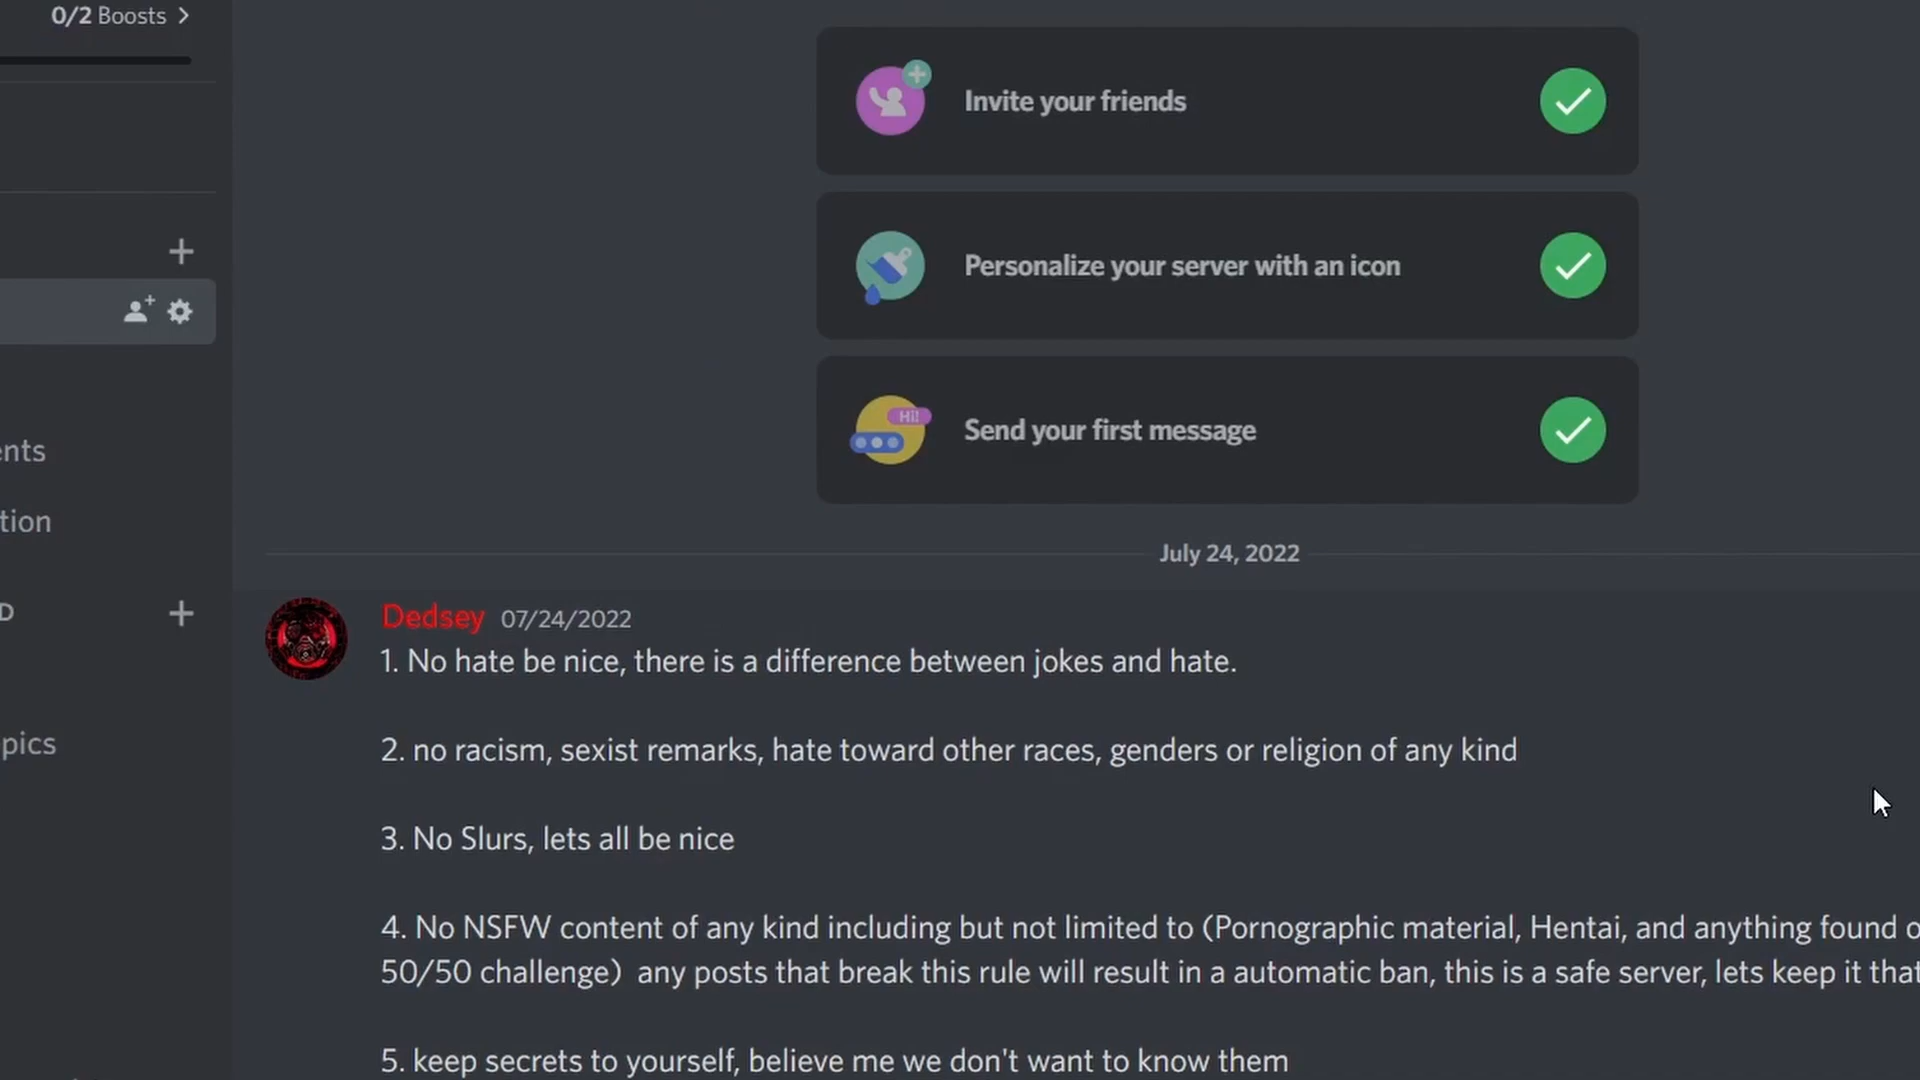 0/2 Boosts
Invite your friends
Personalize your server with an icon
Hi!
Send your first message
ents
tion
July 24, 2022
D
Dedsey 07/24/2022
1. No hate be nice, there is a difference between jokes and hate.
2. no racism, sexist remarks, hate toward other races, genders or religion of any kind
pics
3. No Slurs, lets all be nice
4. No NSFW content of any kind including but not limited to (Pornographic material, Hentai, and anything found o
50/50 challenge)  any posts that break this rule will result in a automatic ban, this is a safe server, lets keep it that
5. keep secrets to yourself, believe me we don't want to know them